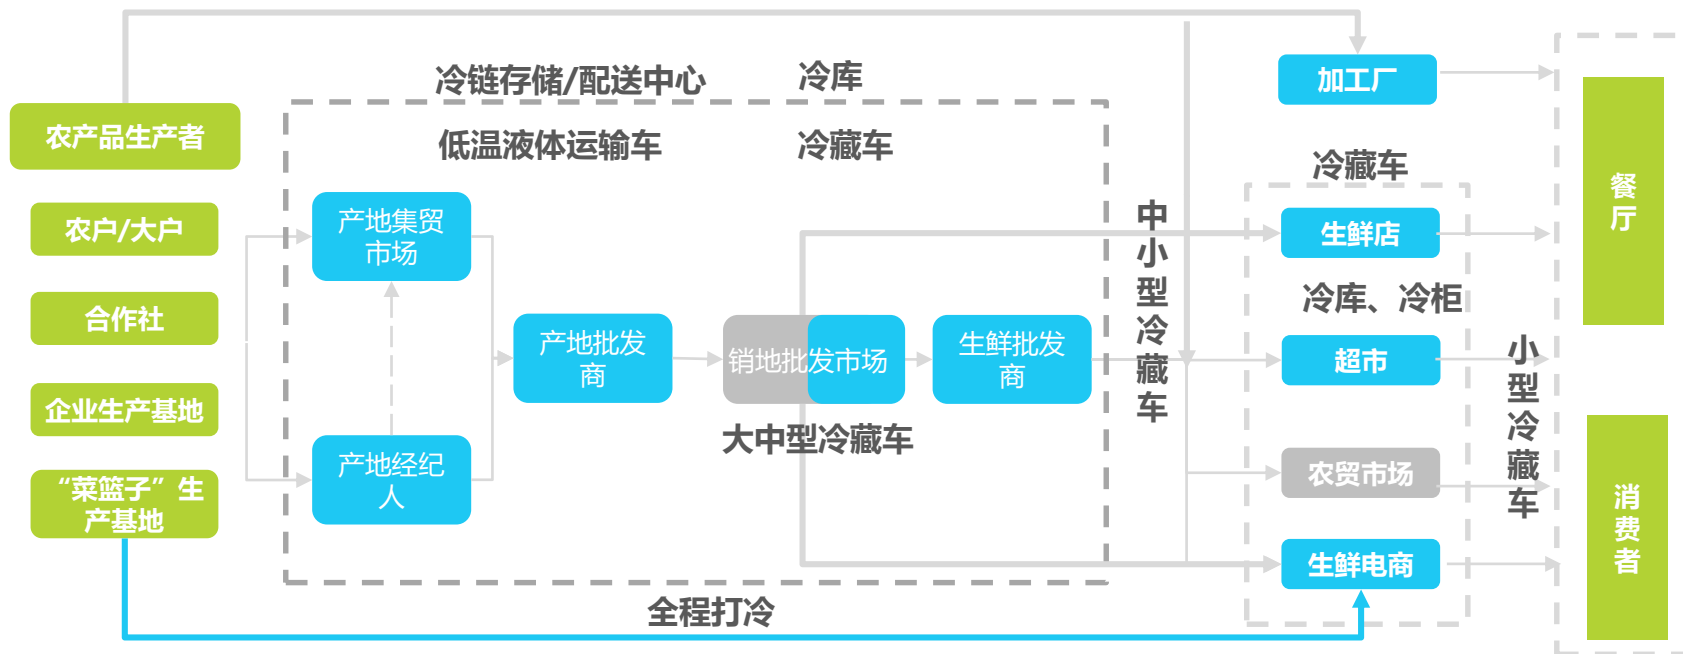 冷链存储/配送中心
冷库
加工厂
农产品生产者
低温液体运输车
冷藏车
冷藏车
农户/大户
产地集贸
市场
中
小
型
冷
藏
车
生鲜店
餐
厅
合作社
冷库、冷柜
产地批发
商
销地批发市场
生鲜批发
商
超市
小
型
冷
藏
车
企业生产基地
大中型冷藏车
产地经纪
人
农贸市场
“菜篮子”生
产基地
消
费
者
生鲜电商
全程打冷